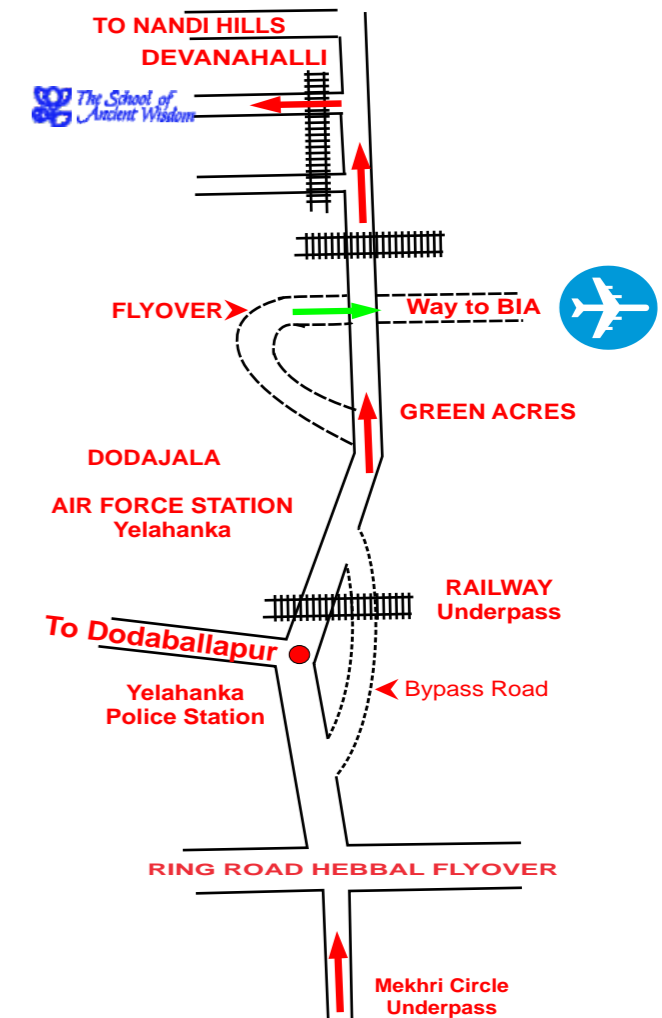 TO NANDI HILLS
DEVANAHALLI
The School of
Ancient Wisdom
FLYOVER
Way to BIA
GREEN ACRES
DODAJALA
AIR FORCE STATION
Yelahanka
RAILWAY
Underpass
To Dodaballapur
Yelahanka
Police Station
Bypass Road
RING ROAD HEBBAL FLYOVER
Mekhri Circle
Underpass